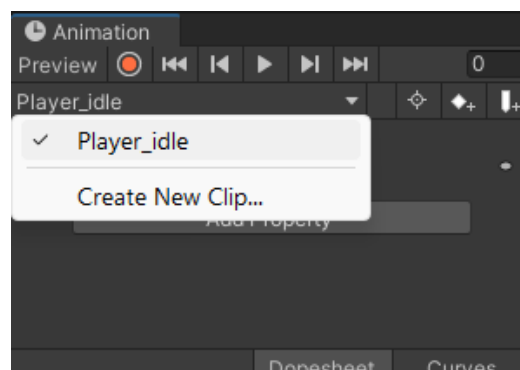 Animation
Preview 0
Player_idle
Player_idle
Create New Clip...
Add Property
Dopesheet Curves